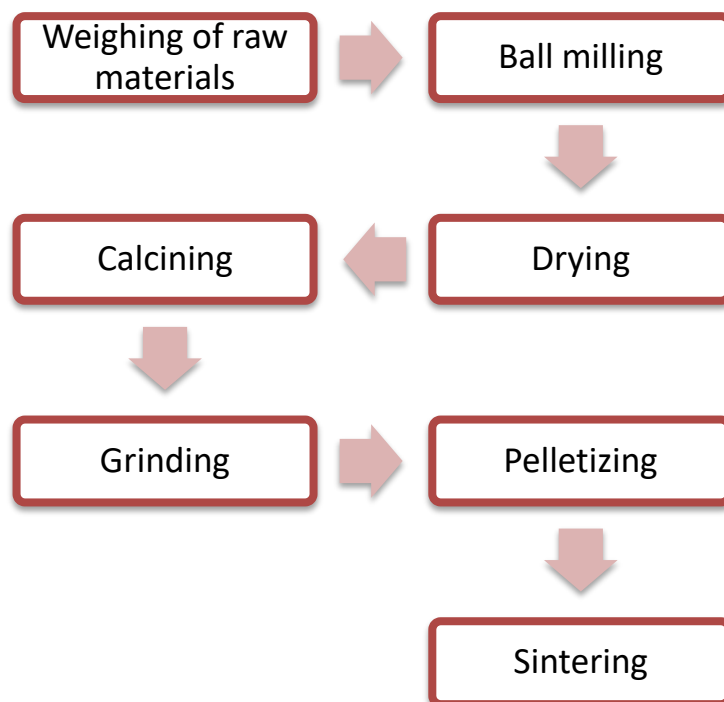 Weighing of raw
materials
Ball milling
Drying
Calcining
Grinding
Pelletizing
Sintering